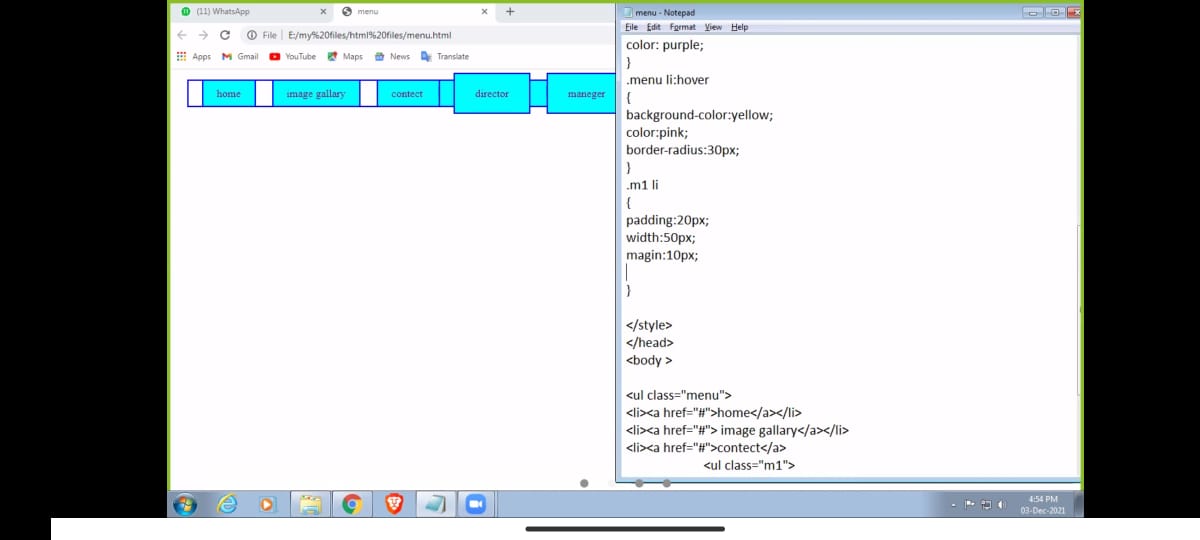 (11) WhatsApp
menu
File E:/my%20files/html%20files/menu.html
Apps Gmail YouTube Maps News Translate
home image gallary contect director maneger
menu - Notepad
File Edit Format View Help
color: purple;
}
.menu li:hover
{
background-color:yellow;
color:pink;
border-radius:30px;
}
.m1 li
{
padding:20px;
width:50px;
magin:10px;
}
</style>
</head>
<body >
<ul class="menu">
<li><a href="#">home</a></li>
<li><a href="#"> image gallary</a></li>
<li><a href="#">contect</a>
<ul class="m1">
4:54 PM
03-Dec-2021